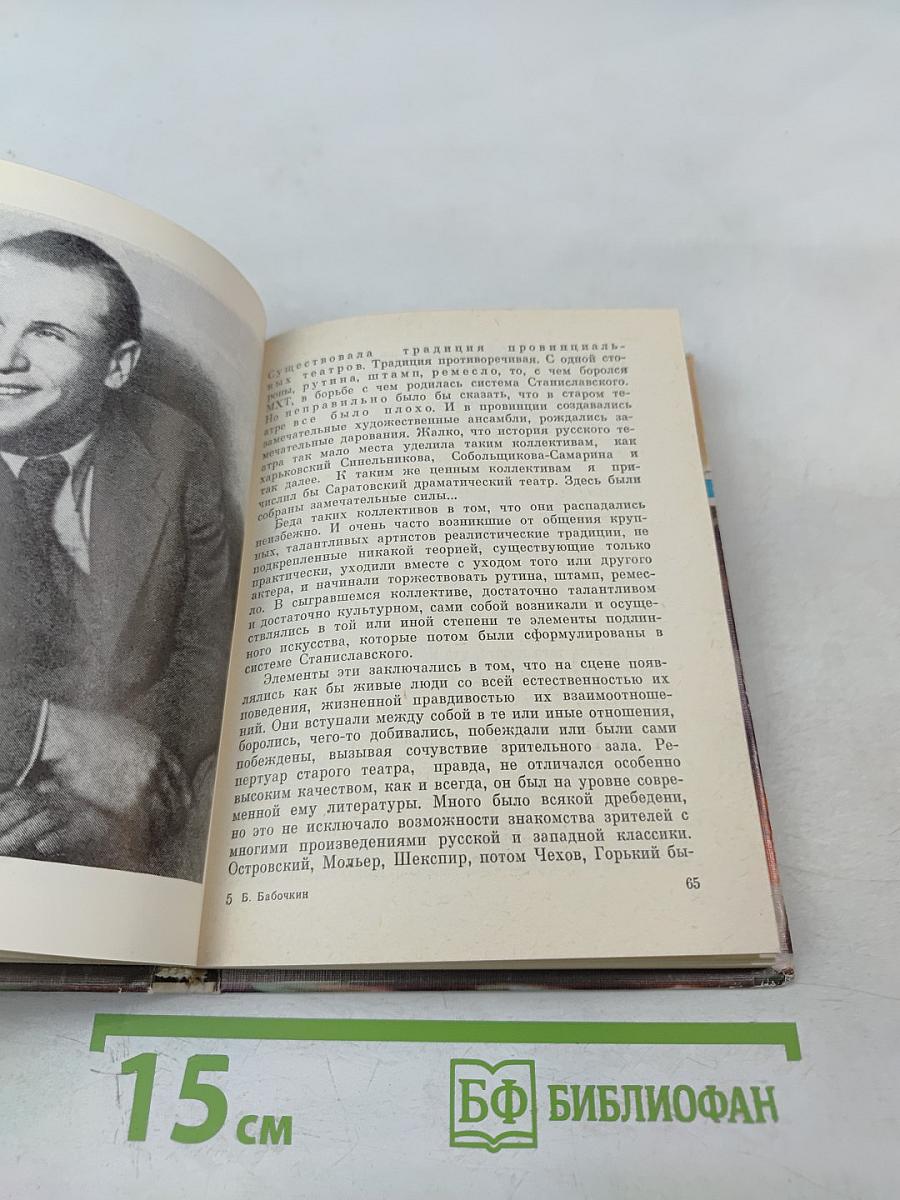 Существовала традиция провинциаль-
ных театров. Традиция противоречивая. С одной сто-
роны, рутина, штамп, ремесло, то, с чем боролся
МХТ, в борьбе с чем родилась система Станиславского.
Но неправильно было бы сказать, что в старом те-
атре все было плохо. И в провинции создавались
замечательные художественные ансамбли, рождались за-
мечательные дарования. Жалко, что история русского те-
атра так мало места уделила таким коллективам, как
харьковский Синельникова, Собольщикова-Самарина и
так далее. К таким же ценным коллективам я при-
числил бы Саратовский драматический театр. Здесь были
собраны замечательные силы...
Беда таких коллективов в том, что они распадались
неизбежно. И очень часто возникшие от общения круп-
ных, талантливых артистов реалистические традиции, не
подкрепленные никакой теорией, существующие только
практически, уходили вместе с уходом того или другого
актера, и начинали торжествовать рутина, штамп, ремес-
ло. В сыгравшемся коллективе, достаточно талантливом
и достаточно культурном, сами собой возникали и осуще-
ствлялись в той или иной степени те элементы подлин-
ного искусства, которые потом были сформулированы в
системе Станиславского.
Элементы эти заключались в том, что на сцене появ-
лялись как бы живые люди со всей естественностью их
поведения, жизненной правдивостью их взаимоотноше-
ний. Они вступали между собой в те или иные отношения,
боролись, чего-то добивались, побеждали или были сами
побеждены, вызывая сочувствие зрительного зала. Ре-
пертуар старого театра, правда, не отличался особенно
высоким качеством, как и всегда, он был на уровне совре-
менной ему литературы. Много было всякой дребедени,
но это не исключало возможности знакомства зрителей с
многими произведениями русской и западной классики.
Островский, Мольер, Шекспир, потом Чехов, Горький бы-
5 Б. Бабочкин
65
15 см
БФ БИБЛИОФАН